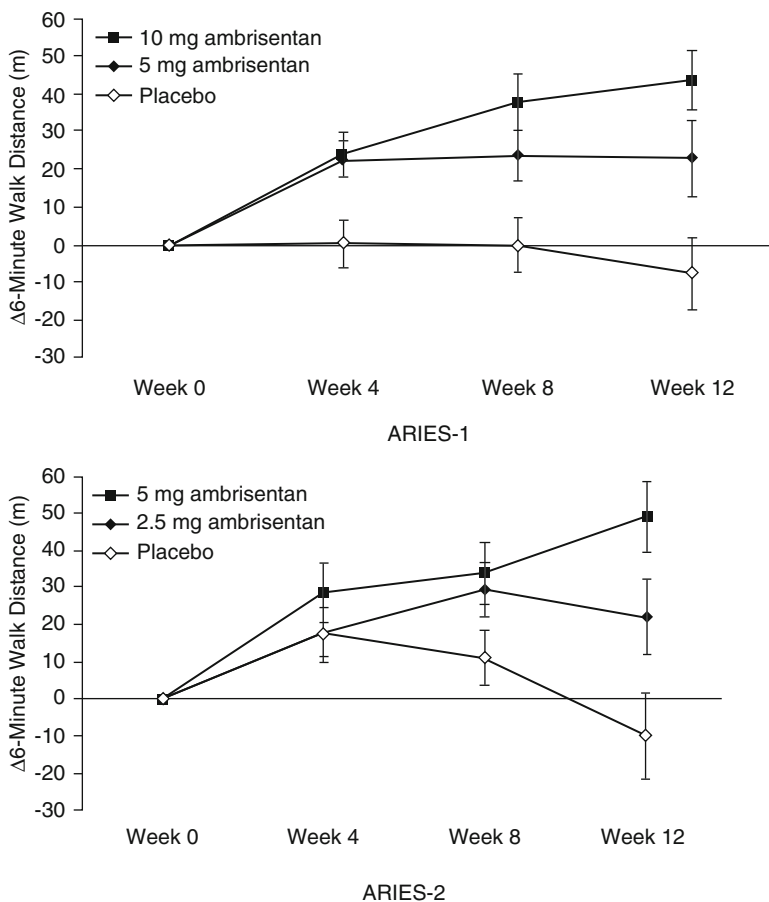 60
50
40
30
20
10
0
-10
-20
-30
Δ6-Minute Walk Distance (m)
10 mg ambrisentan
5 mg ambrisentan
Placebo
Week 0 Week 4 Week 8 Week 12
ARIES-1
60
50
40
30
20
10
0
-10
-20
-30
Δ6-Minute Walk Distance (m)
5 mg ambrisentan
2.5 mg ambrisentan
Placebo
Week 0 Week 4 Week 8 Week 12
ARIES-2